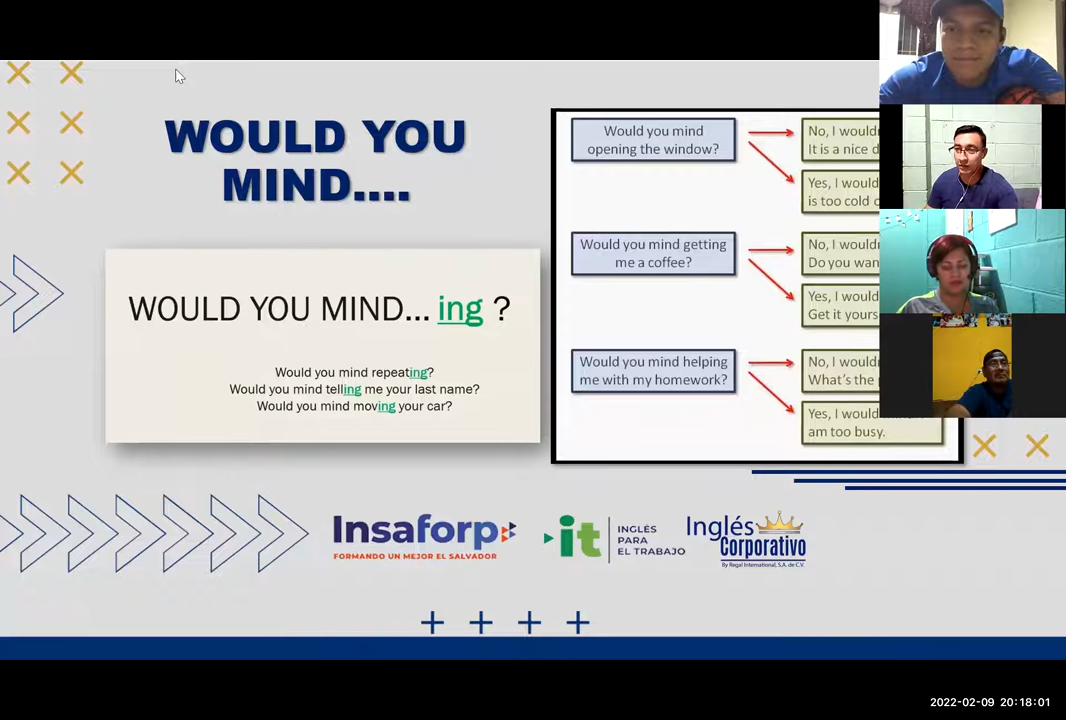 WOULD YOU
MIND....
WOULD YOU MIND... ing ?
Would you mind repeating?
Would you mind telling me your last name?
Would you mind moving your car?
Would you mind
opening the window?
No, I
It is a nice
Yes, I would
is too cold
Would you mind getting
me a coffee?
No, I
Do you
Yes, I would
Get it
Would you mind helping
me with my homework?
No, I
What's the
Yes, I would
am too busy.
Insaforp
FORMANDO UN MEJOR EL SALVADOR
it
INGLÉS
PARA
EL TRABAJO
Inglés
Corporativo
By Regal International, S.A. de C.V.
2022-02-09 20:18:01